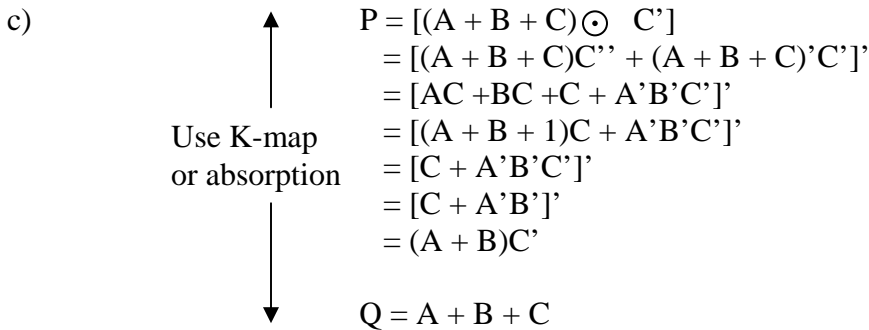 c)
P = [(A + B + C) ⊙ C’]
= [(A + B + C)C’’ + (A + B + C)’C’]’
= [AC +BC +C + A’B’C’]’
= [(A + B + 1)C + A’B’C’]’
Use K-map
or absorption
= [C + A’B’C’]’
= [C + A’B’]’
= (A + B)C’
Q = A + B + C